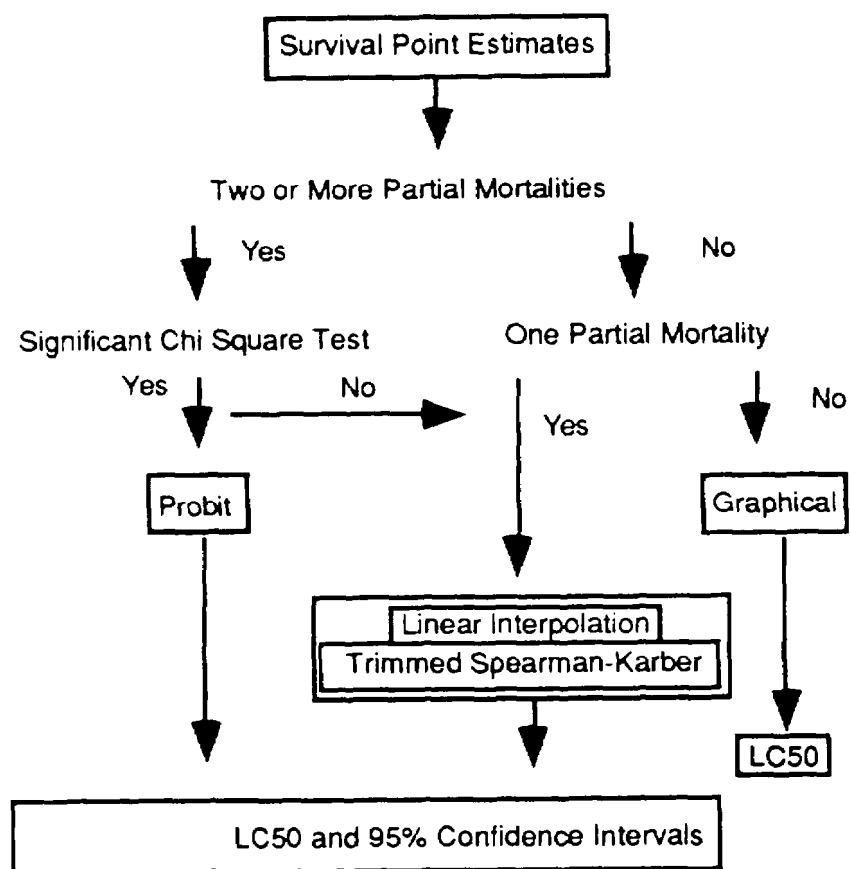 Survival Point Estimates
Two or More Partial Mortalities
Yes
No
Significant Chi Square Test
One Partial Mortality
Yes
No
Yes
No
Probit
Graphical
Linear Interpolation
Trimmed Spearman-Karber
LC50
LC50 and 95% Confidence Intervals